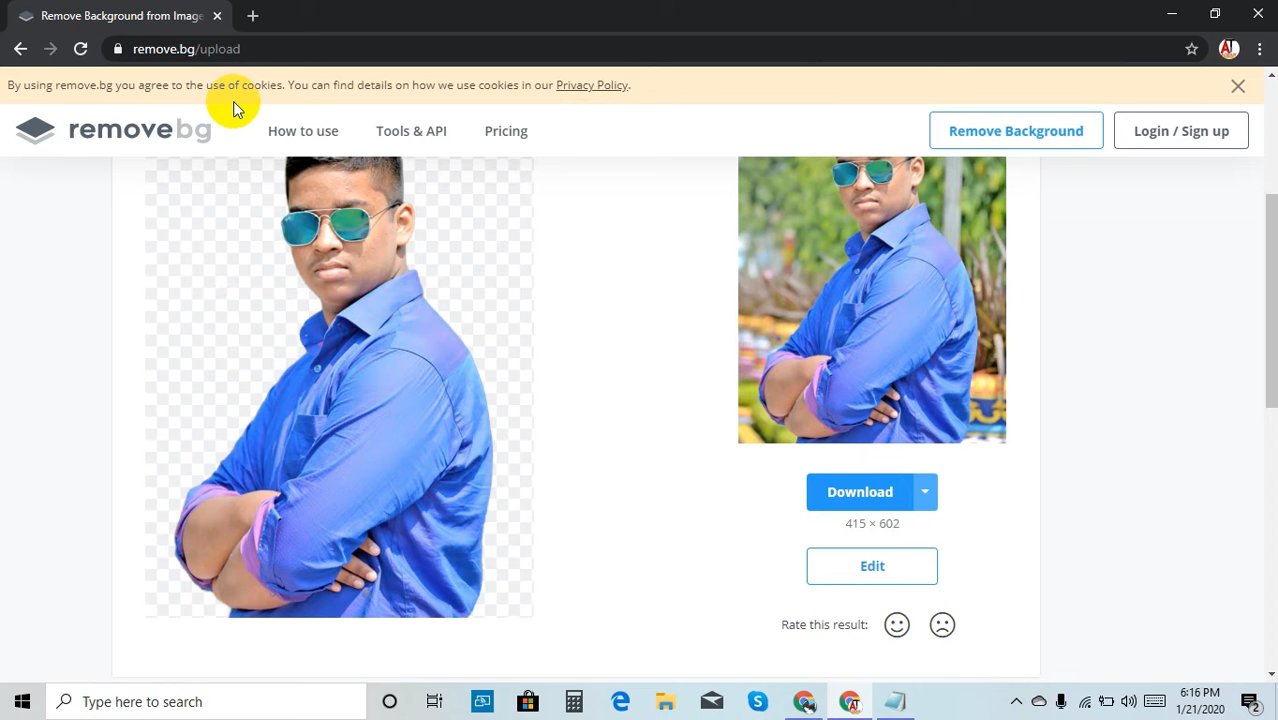 Remove Background from Image
remove.bg/upload
By using remove.bg you agree to the use of cookies. You can find details on how we use cookies in our Privacy Policy.
removebg
How to use
Tools & API
Pricing
Remove Background
Login / Sign up
Download
415 × 602
Edit
Rate this result:
Type here to search
6:16 PM
1/21/2020
2